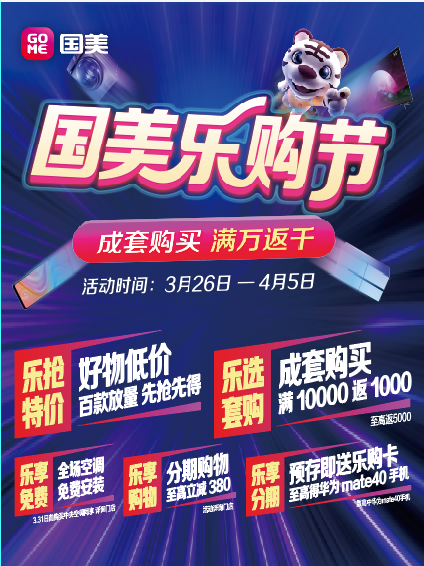 GO
ME
国美
国美乐购节
成套购买 满万返千
活动时间：3月26日 — 4月5日
乐抢
特价
好物低价
百款放量 先抢先得
乐选
套购
成套购买
满 10000 返 1000
至高返5000
乐享
免费
全场空调
免费安装
乐享
购物
分期购物
至高立减 380
活动详询门店
乐享
分期
预存即送乐购卡
至高得华为 mate40 手机